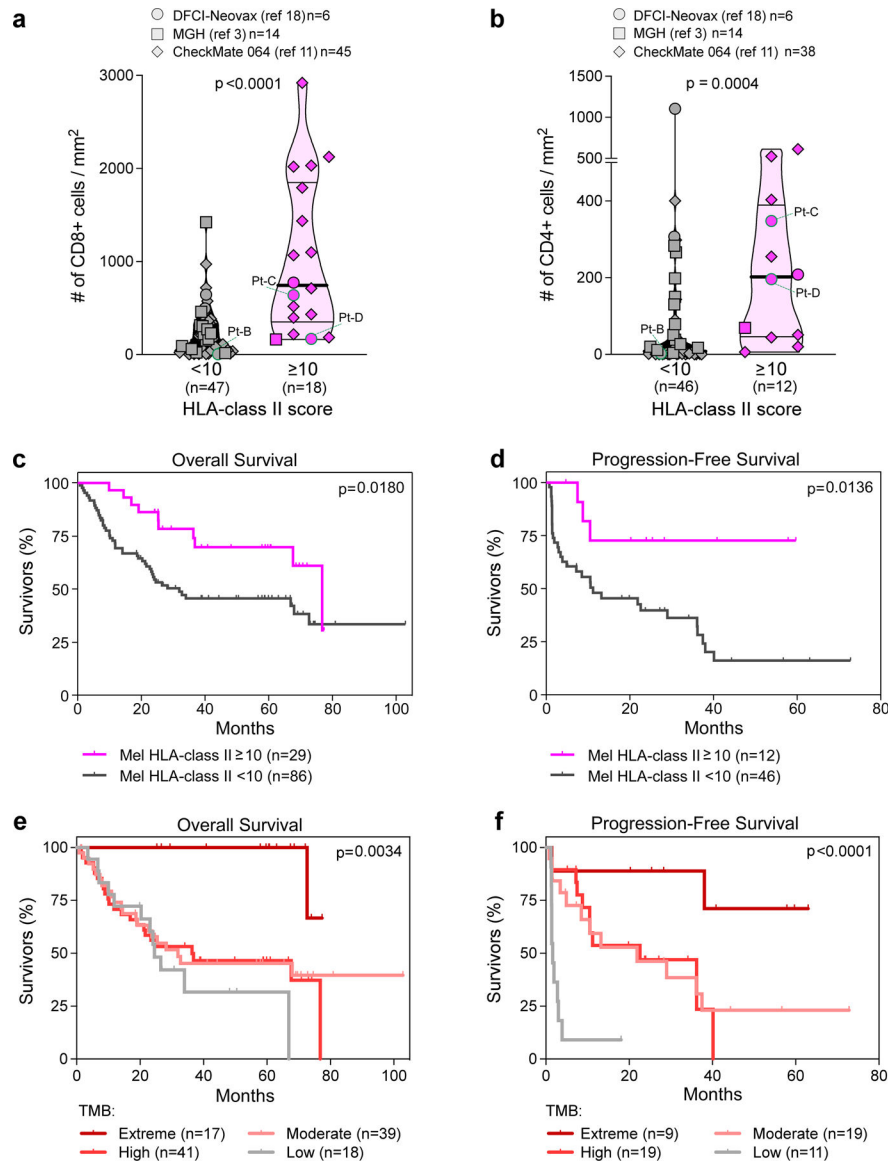 a
DFCI-Neovax (ref 18) n=6
MGH (ref 3) n=14
CheckMate 064 (ref 11) n=45
p<0.0001
# of CD8+ cells / mm²
3000
2000
1000
0
Pt-C
Pt-B
Pt-D
<10
(n=47)
≥10
(n=18)
HLA-class II score
b
DFCI-Neovax (ref 18) n=6
MGH (ref 3) n=14
CheckMate 064 (ref 11) n=38
p = 0.0004
# of CD4+ cells / mm²
1500
1000
500
400
200
0
Pt-C
Pt-D
Pt-B
<10
(n=46)
≥10
(n=12)
HLA-class II score
c
Overall Survival
p=0.0180
Survivors (%)
100
75
50
25
0
0 20 40 60 80 100
Months
Mel HLA-class II ≥ 10 (n=29)
Mel HLA-class II <10 (n=86)
d
Progression-Free Survival
p=0.0136
Survivors (%)
100
75
50
25
0
0 20 40 60 80
Months
Mel HLA-class II ≥ 10 (n=12)
Mel HLA-class II <10 (n=46)
e
Overall Survival
p=0.0034
Survivors (%)
100
75
50
25
0
0 20 40 60 80 100
Months
TMB:
Extreme (n=17)
Moderate (n=39)
High (n=41)
Low (n=18)
f
Progression-Free Survival
p<0.0001
Survivors (%)
100
75
50
25
0
0 20 40 60 80
Months
TMB:
Extreme (n=9)
Moderate (n=19)
High (n=19)
Low (n=11)